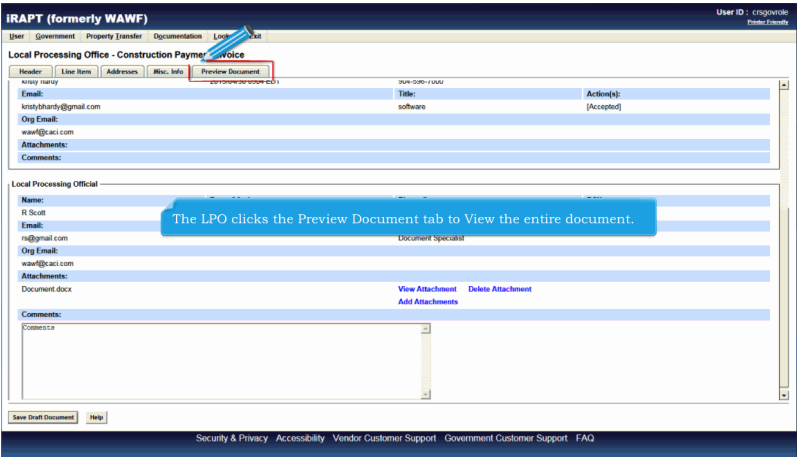 iRAPT (formerly WAWF)
User ID : crsgovrole
Printer Friendly
User Government Property Transfer Documentation Exit
Local Processing Office - Construction Payment Invoice
Header Line Item Addresses Misc. Info Preview Document
kristy hardy 904-596-7000
Email: Title: Action(s):
kristybhardy@gmail.com software [Accepted]
Org Email:
wawf@caci.com
Attachments:
Comments:
Local Processing Official
Name:
R Scott
The LPO clicks the Preview Document tab to View the entire document.
Email:
rs@gmail.com Document Specialist
Org Email:
wawf@caci.com
Attachments:
Document.docx View Attachment Delete Attachment
Add Attachments
Comments:
Comments
Save Draft Document Help
Security & Privacy Accessibility Vendor Customer Support Government Customer Support FAQ